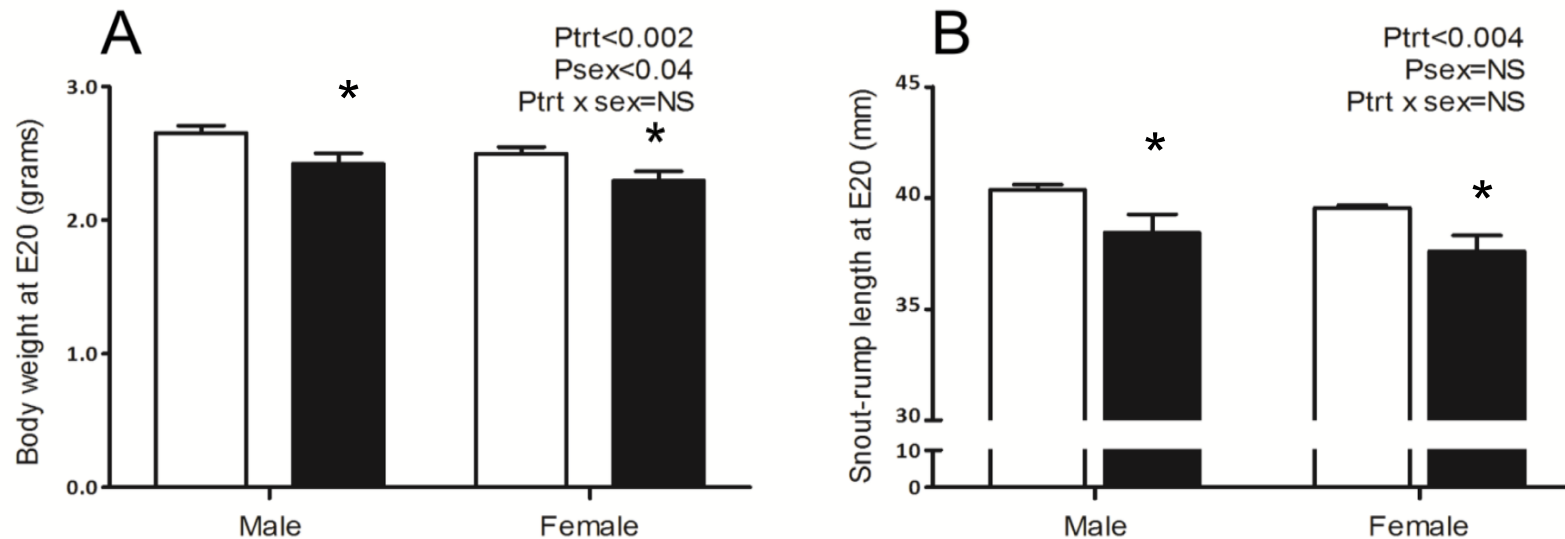 A
Ptrt<0.002
Psex<0.04
Ptrt x sex=NS
3.0
2.0
1.0
0.0
Body weight at E20 (grams)
*
*
Male
Female
B
Ptrt<0.004
Psex=NS
Ptrt x sex=NS
45
40
35
30
10
0
Snout-rump length at E20 (mm)
*
*
Male
Female